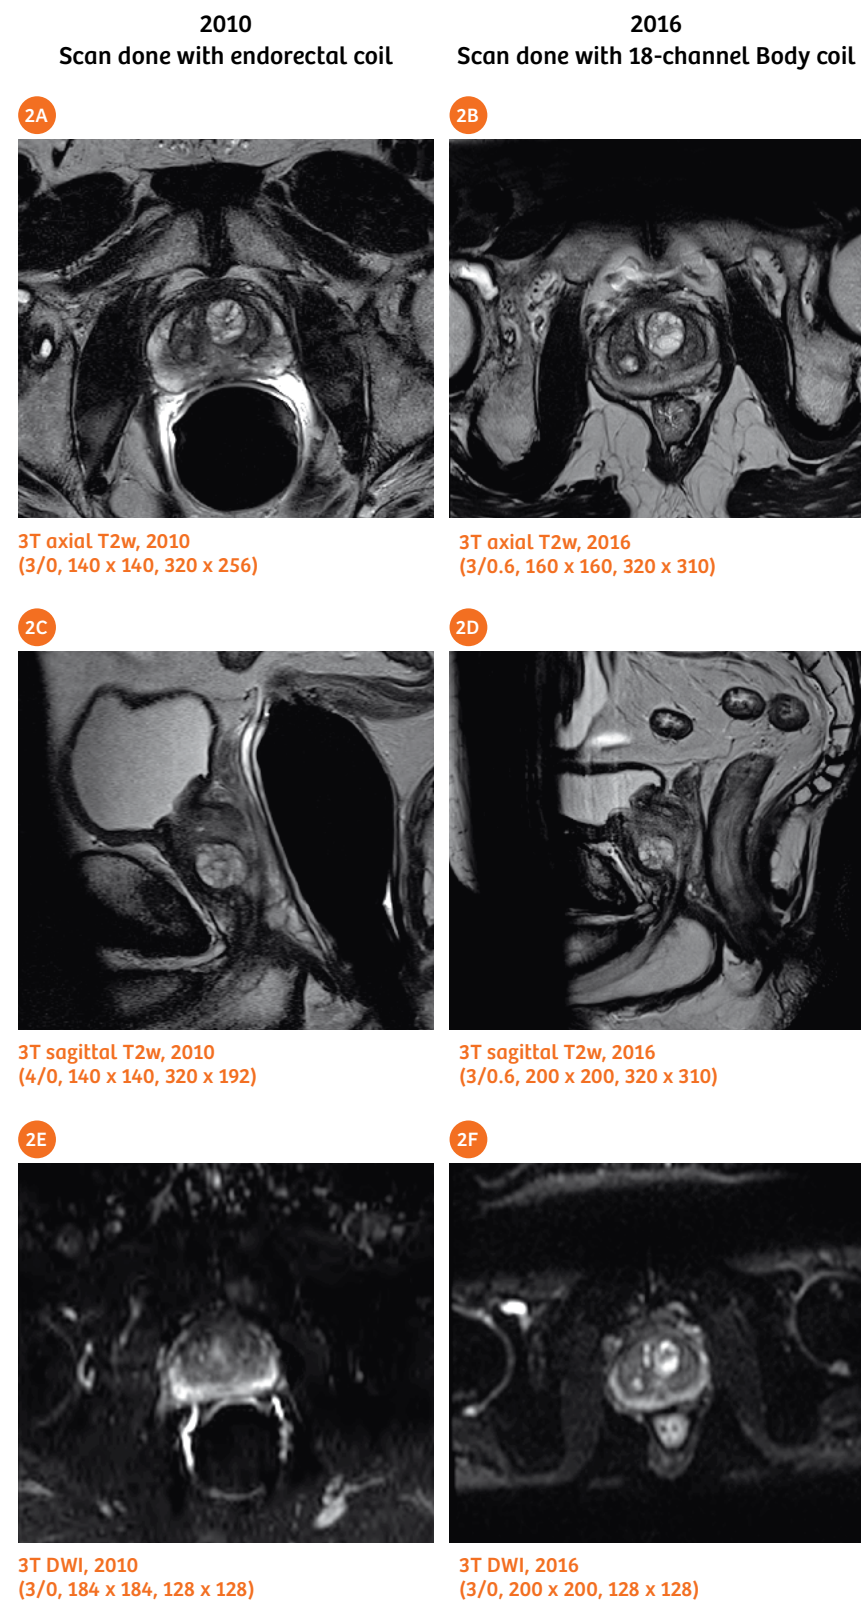 2010
Scan done with endorectal coil
2016
Scan done with 18-channel Body coil
2A
2B
3T axial T2w, 2010
(3/0, 140 x 140, 320 x 256)
3T axial T2w, 2016
(3/0.6, 160 x 160, 320 x 310)
2C
2D
3T sagittal T2w, 2010
(4/0, 140 x 140, 320 x 192)
3T sagittal T2w, 2016
(3/0.6, 200 x 200, 320 x 310)
2E
2F
3T DWI, 2010
(3/0, 184 x 184, 128 x 128)
3T DWI, 2016
(3/0, 200 x 200, 128 x 128)